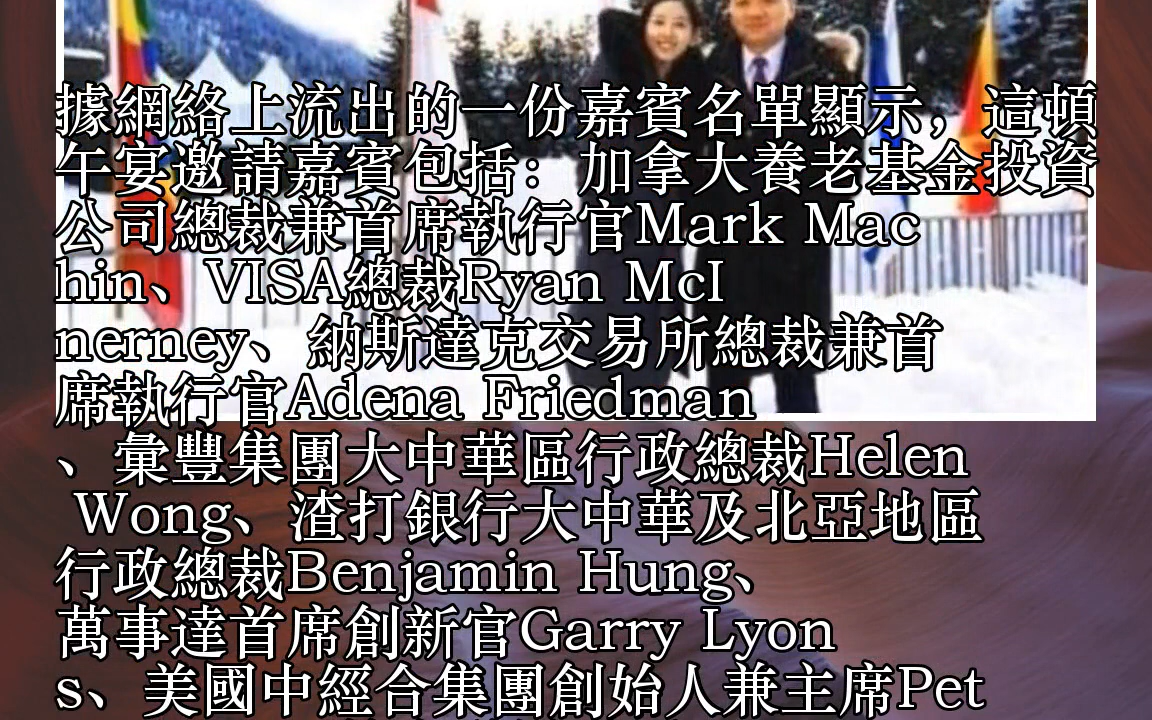 據網絡上流出的一份嘉賓名單顯示，這頓
午宴邀請嘉賓包括：加拿大養老基金投資
公司總裁兼首席執行官Mark Mac
hin、VISA總裁Ryan McI
nerney、納斯達克交易所總裁兼首
席執行官Adena Friedman
、彙豐集團大中華區行政總裁Helen
Wong、渣打銀行大中華及北亞地區
行政總裁Benjamin Hung、
萬事達首席創新官Garry Lyon
s、美國中經合集團創始人兼主席Pet